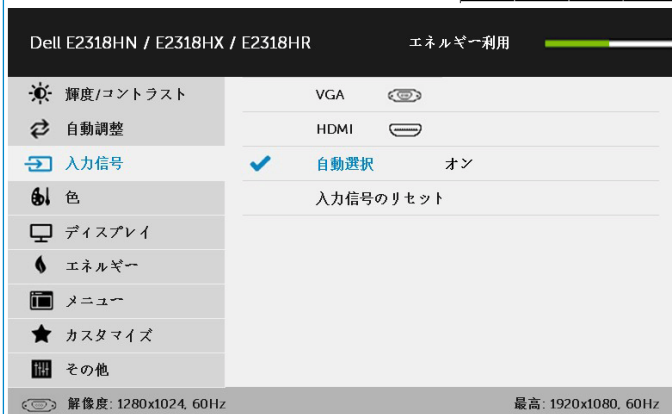 Dell E2318HN / E2318HX / E2318HR エネルギー利用
輝度/コントラスト VGA
自動調整 HDMI
入力信号 自動選択 オン
色 入力信号のリセット
ディスプレイ
エネルギー
メニュー
カスタマイズ
その他
解像度: 1280x1024, 60Hz 最高: 1920x1080, 60Hz